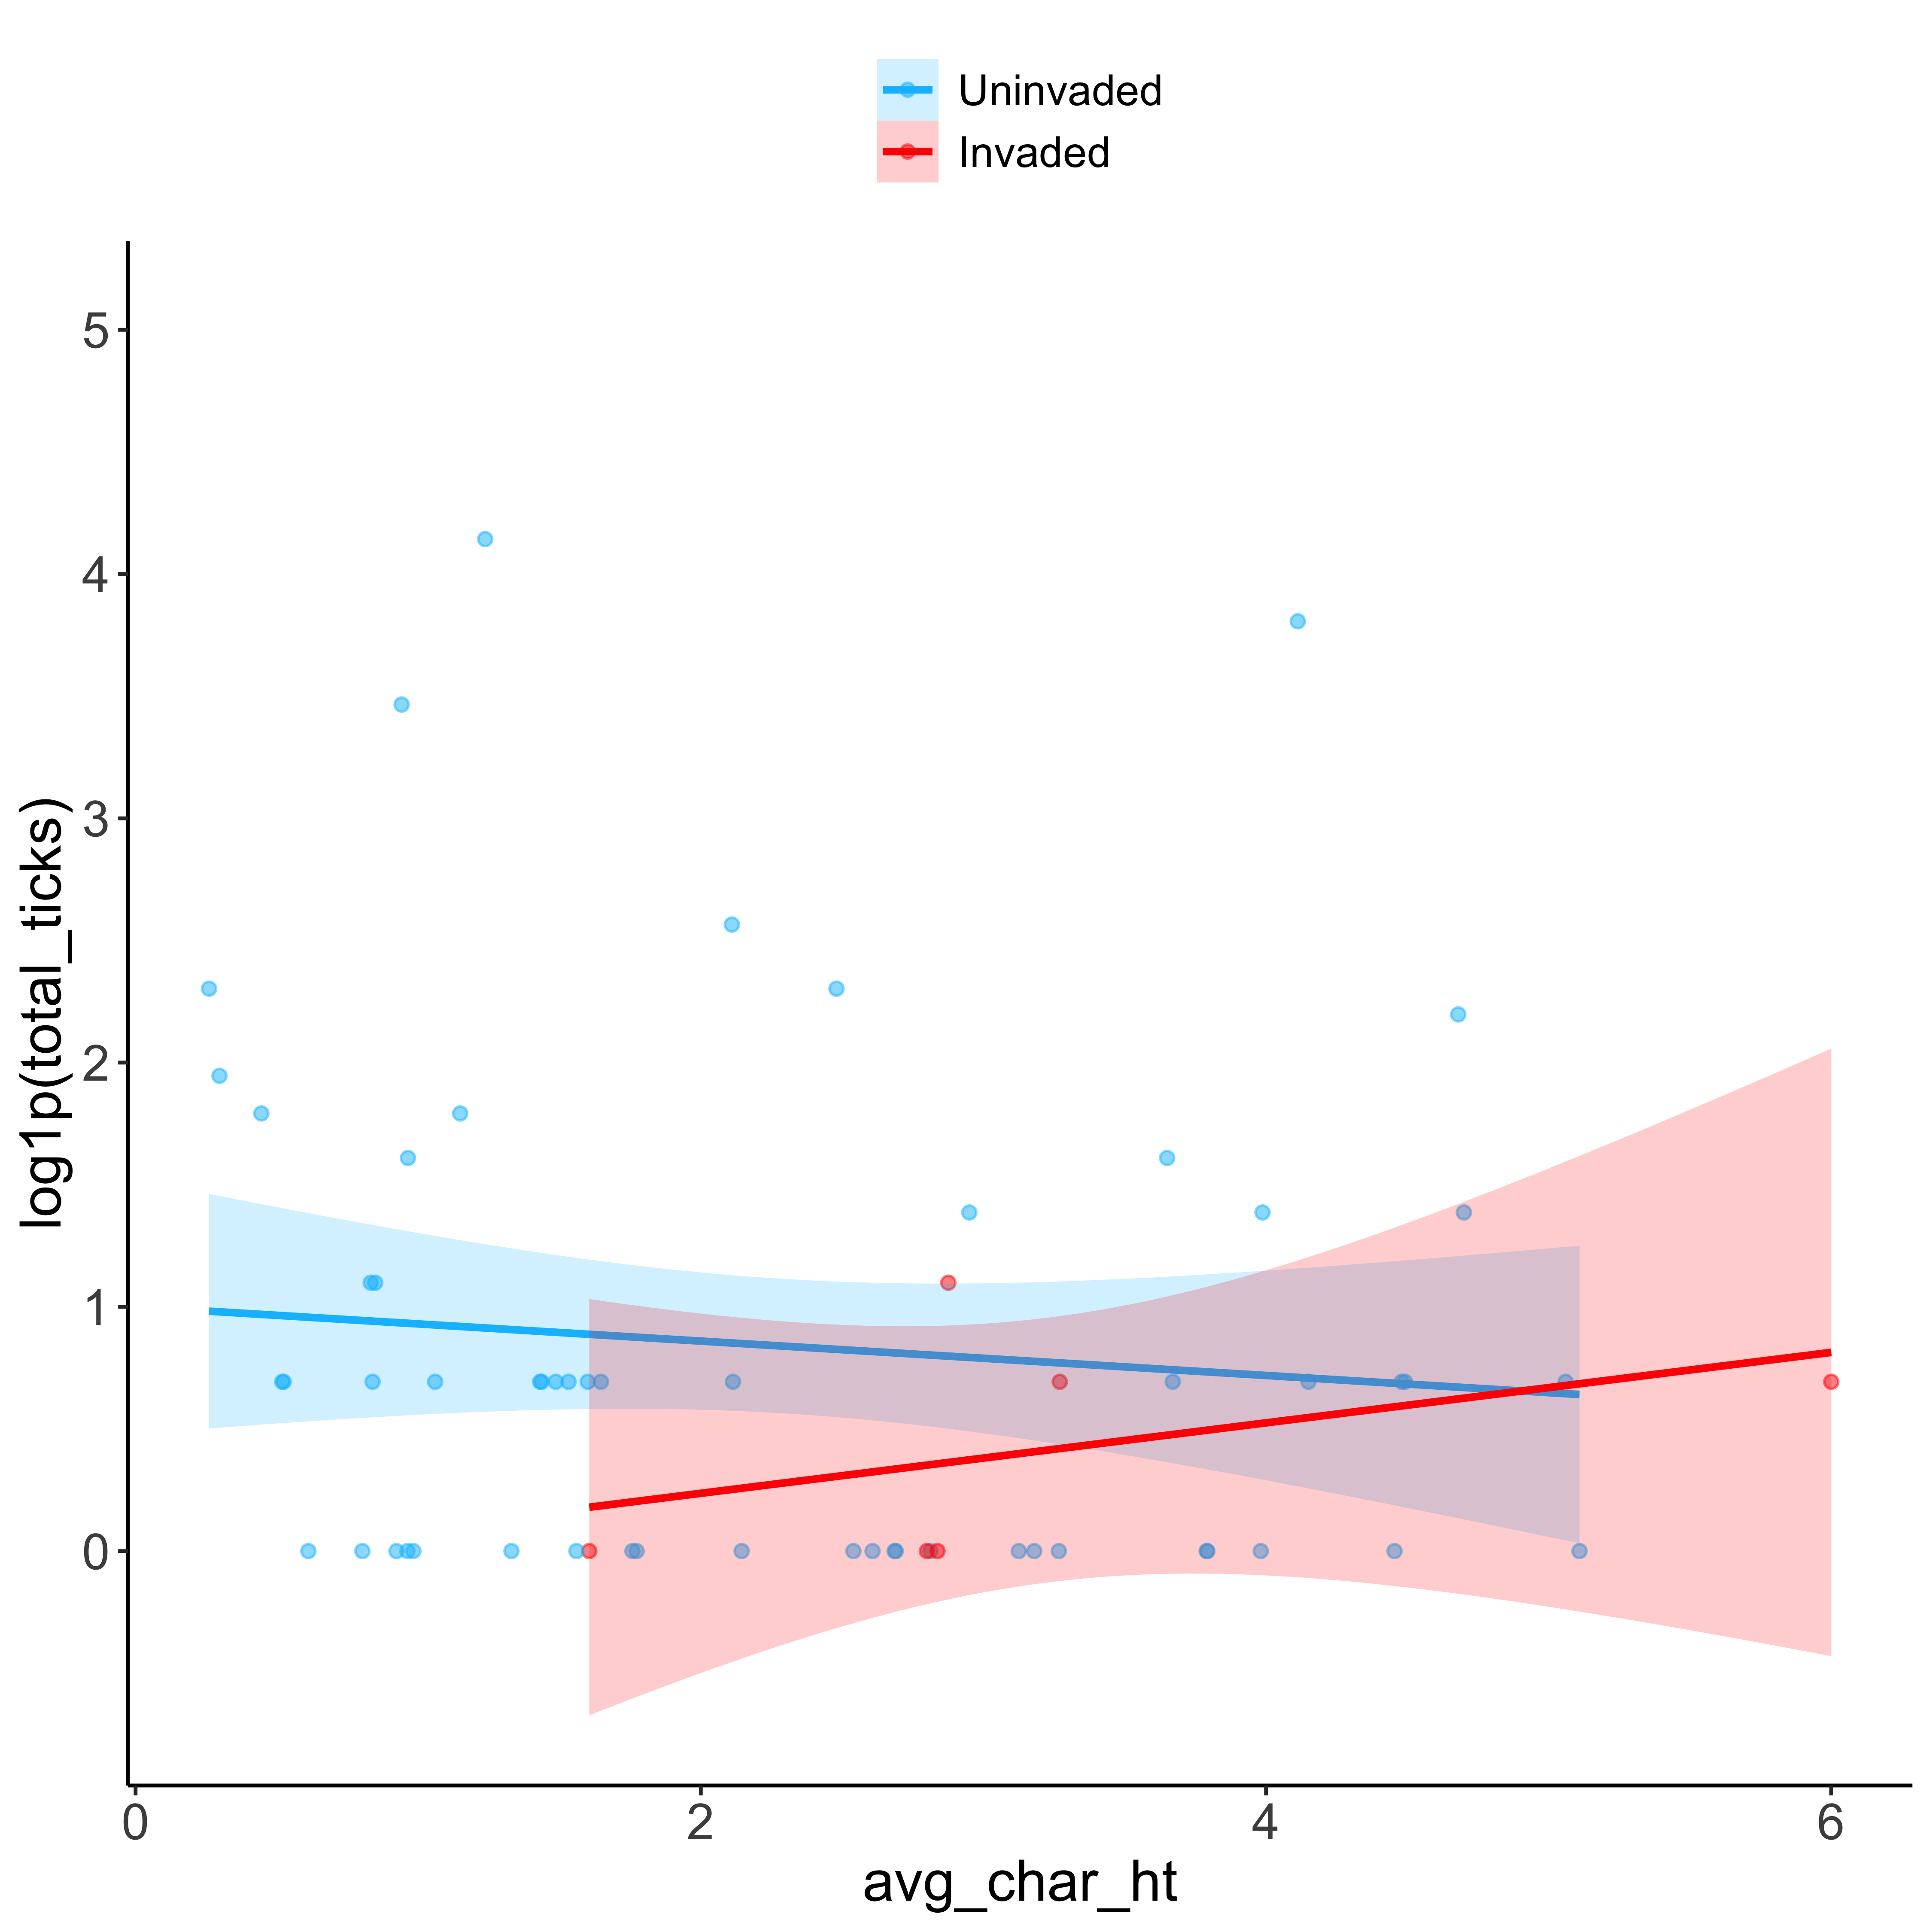 Uninvaded
Invaded
log1p(total_ticks)
5
4
3
2
1
0
0 2 4 6
avg_char_ht